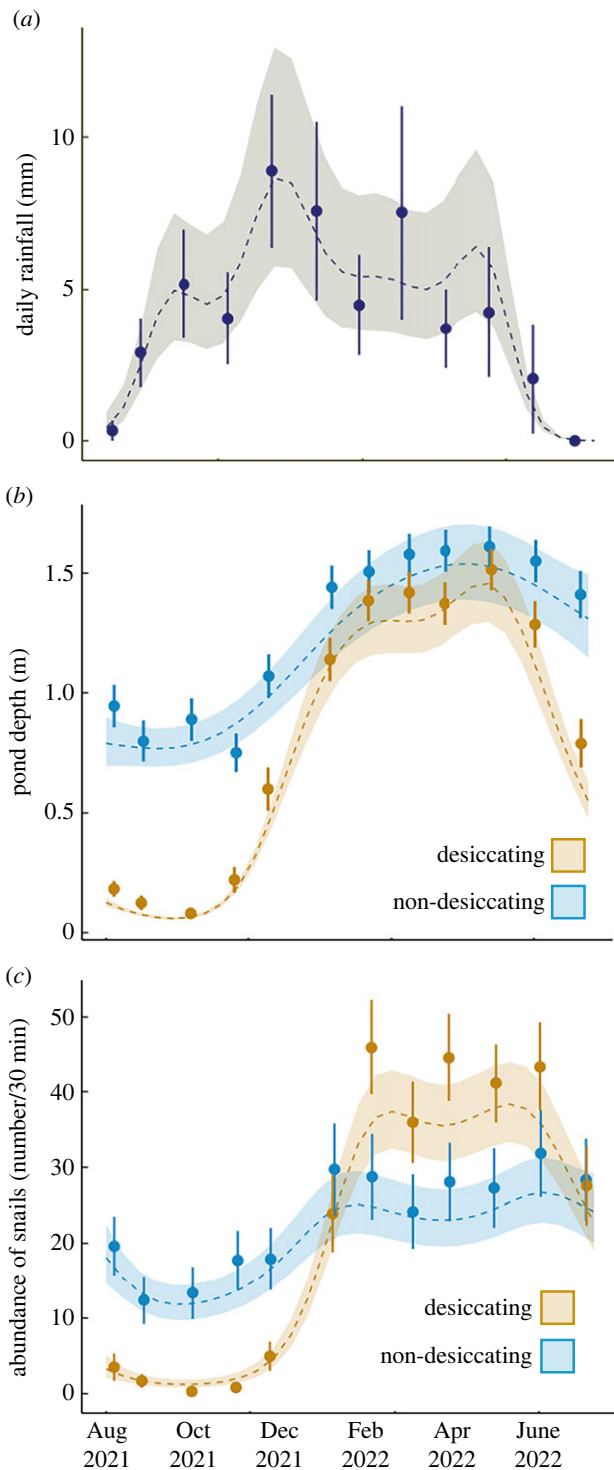 (a)
daily rainfall (mm)
10
5
0
(b)
pond depth (m)
1.5
1.0
0.5
0
desiccating
non-desiccating
(c)
abundance of snails (number/30 min)
50
40
30
20
10
0
desiccating
non-desiccating
Aug Oct Dec Feb Apr June
2021 2021 2021 2022 2022 2022